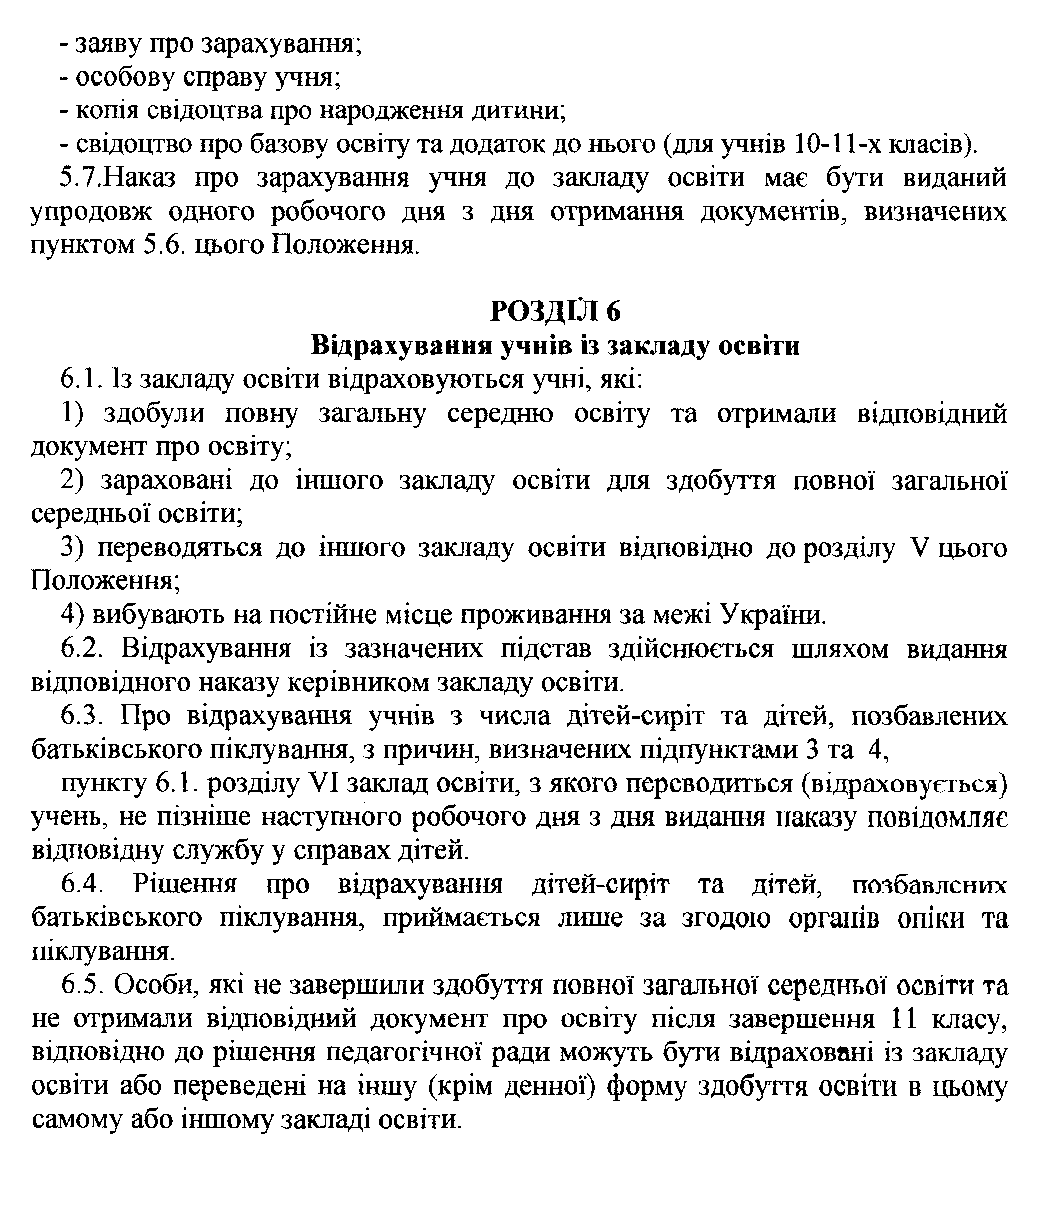 - заяву про зарахування;
- особову справу учня;
- копія свідоцтва про народження дитини;
- свідоцтво про базову освіту та додаток до нього (для учнів 10-11-х класів).
5.7.Наказ про зарахування учня до закладу освіти має бути виданий
упродовж одного робочого дня з дня отримання документів, визначених
пунктом 5.6. цього Положення.
РОЗДІЛ 6
Відрахування учнів із закладу освіти
6.1. Із закладу освіти відраховуються учні, які:
1) здобули повну загальну середню освіту та отримали відповідний
документ про освіту;
2) зараховані до іншого закладу освіти для здобуття повної загальної
середньої освіти;
3) переводяться до іншого закладу освіти відповідно до розділу V цього
Положення;
4) вибувають на постійне місце проживання за межі України.
6.2. Відрахування із зазначених підстав здійснюється шляхом видання
відповідного наказу керівником закладу освіти.
6.3. Про відрахування учнів з числа дітей-сиріт та дітей, позбавлених
батьківського піклування, з причин, визначених підпунктами 3 та 4,
пункту 6.1. розділу VI заклад освіти, з якого переводиться (відраховується)
учень, не пізніше наступного робочого дня з дня видання наказу повідомляє
відповідну службу у справах дітей.
6.4. Рішення про відрахування дітей-сиріт та дітей, позбавлених
батьківського піклування, приймається лише за згодою органів опіки та
піклування.
6.5. Особи, які не завершили здобуття повної загальної середньої освіти та
не отримали відповідний документ про освіту після завершення 11 класу,
відповідно до рішення педагогічної ради можуть бути відраховані із закладу
освіти або переведені на іншу (крім денної) форму здобуття освіти в цьому
самому або іншому закладі освіти.